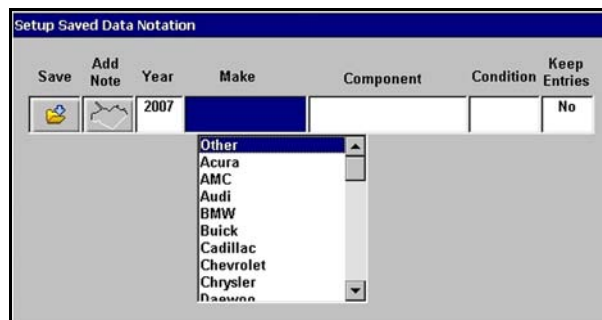 Setup Saved Data Notation
Save Add Note Year Make Component Condition Keep Entries
2007 No
Other
Acura
AMC
Audi
BMW
Buick
Cadillac
Chevrolet
Chrysler
Daewoo